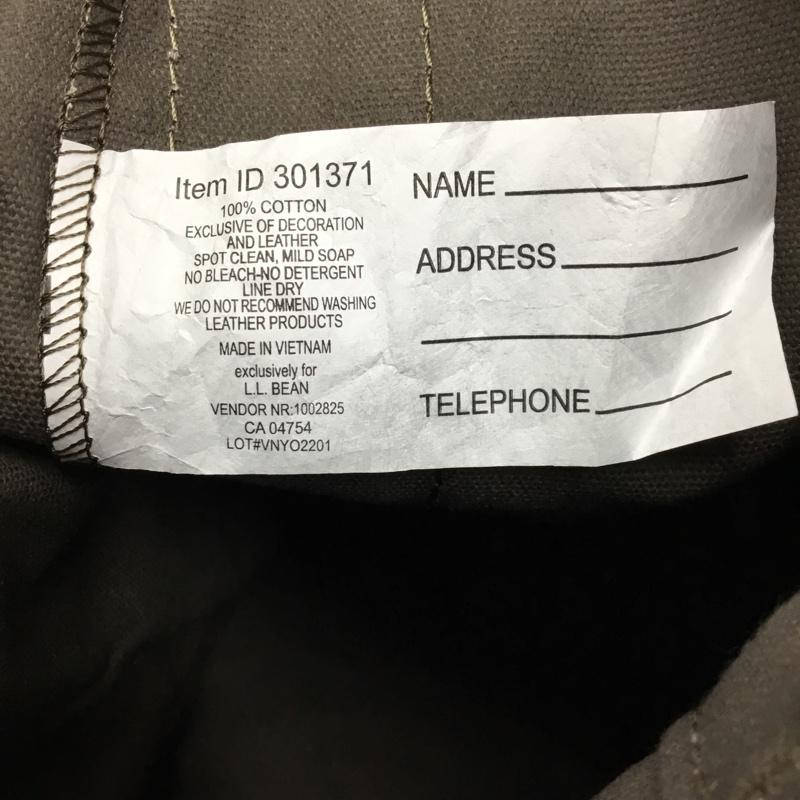 Item ID 301371
100% COTTON
EXCLUSIVE OF DECORATION
AND LEATHER
SPOT CLEAN, MILD SOAP
NO BLEACH-NO DETERGENT
LINE DRY
WE DO NOT RECOMMEND WASHING
LEATHER PRODUCTS
MADE IN VIETNAM
exclusively for
L.L. BEAN
VENDOR NR:1002825
CA 04754
LOT#VNYO2201
NAME
ADDRESS
TELEPHONE